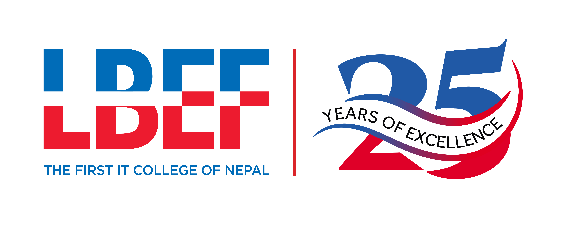 LBEF
THE FIRST IT COLLEGE OF NEPAL
25
YEARS OF EXCELLENCE